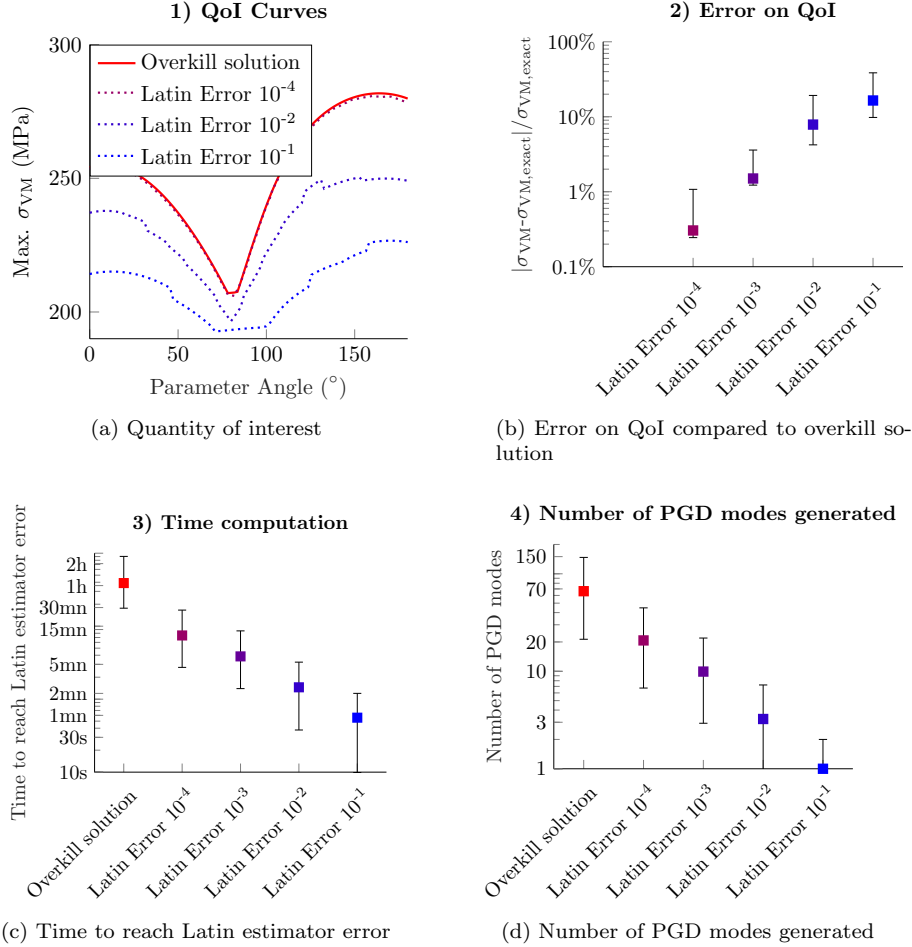 1) QoI Curves
300
250
200
Max. σVM (MPa)
Overkill solution
Latin Error 10-4
Latin Error 10-2
Latin Error 10-1
0
50
100
150
Parameter Angle (°)
(a) Quantity of interest
2) Error on QoI
100%
10%
1%
0.1%
|σVM-σVM,exact|/σVM,exact
Latin Error 10-4
Latin Error 10-3
Latin Error 10-2
Latin Error 10-1
(b) Error on QoI compared to overkill so-
lution
3) Time computation
Time to reach Latin estimator error
2h
1h
30mn
15mn
5mn
2mn
1mn
30s
10s
Overkill solution
Latin Error 10-4
Latin Error 10-3
Latin Error 10-2
Latin Error 10-1
(c) Time to reach Latin estimator error
4) Number of PGD modes generated
Number of PGD modes
150
70
20
10
3
1
Overkill solution
Latin Error 10-4
Latin Error 10-3
Latin Error 10-2
Latin Error 10-1
(d) Number of PGD modes generated